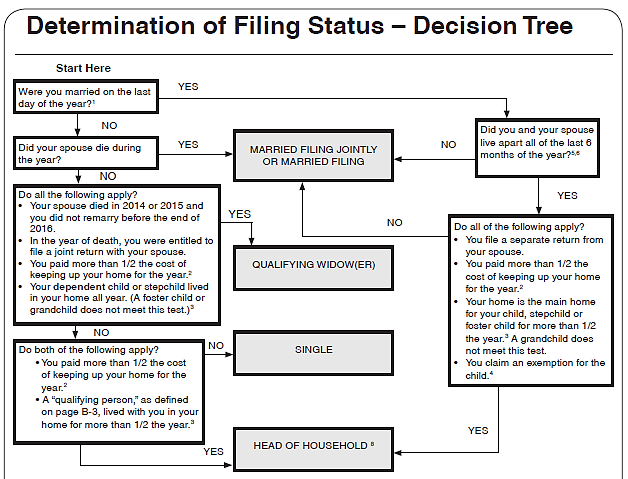 Determination of Filing Status – Decision Tree
Start Here
Were you married on the last
day of the year?¹
YES
NO
Did your spouse die during
the year?
YES
MARRIED FILING JOINTLY
OR MARRIED FILING
NO
Did you and your spouse
live apart all of the last 6
months of the year?⁵,⁶
NO
YES
Do all the following apply?
• Your spouse died in 2014 or 2015 and
you did not remarry before the end of
2016.
• In the year of death, you were entitled to
file a joint return with your spouse.
• You paid more than 1/2 the cost of
keeping up your home for the year.²
• Your dependent child or stepchild lived
in your home all year. (A foster child or
grandchild does not meet this test.)³
YES
QUALIFYING WIDOW(ER)
NO
Do all of the following apply?
• You file a separate return from
your spouse.
• You paid more than 1/2 the
cost of keeping up your home
for the year.²
• Your home is the main home
for your child, stepchild or
foster child for more than 1/2
the year.³ A grandchild does
not meet this test.
• You claim an exemption for the
child.⁴
NO
Do both of the following apply?
• You paid more than 1/2 the cost
of keeping up your home for the
year.²
• A “qualifying person,” as defined
on page B-3, lived with you in your
home for more than 1/2 the year.³
NO
SINGLE
YES
HEAD OF HOUSEHOLD ⁶
YES